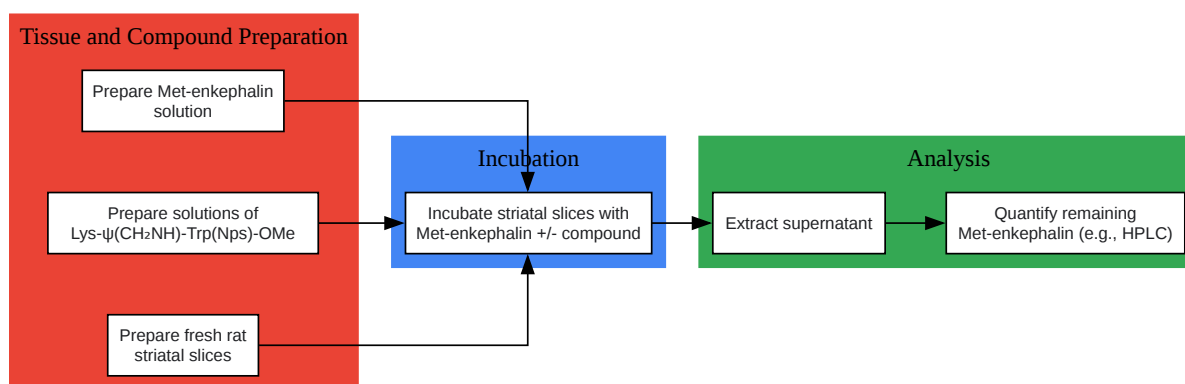 Tissue and Compound Preparation
Prepare Met-enkephalin
solution
Prepare solutions of
Lys-ψ(CH₂NH)-Trp(Nps)-OMe
Prepare fresh rat
striatal slices
Incubation
Incubate striatal slices with
Met-enkephalin +/- compound
Analysis
Extract supernatant
Quantify remaining
Met-enkephalin (e.g., HPLC)